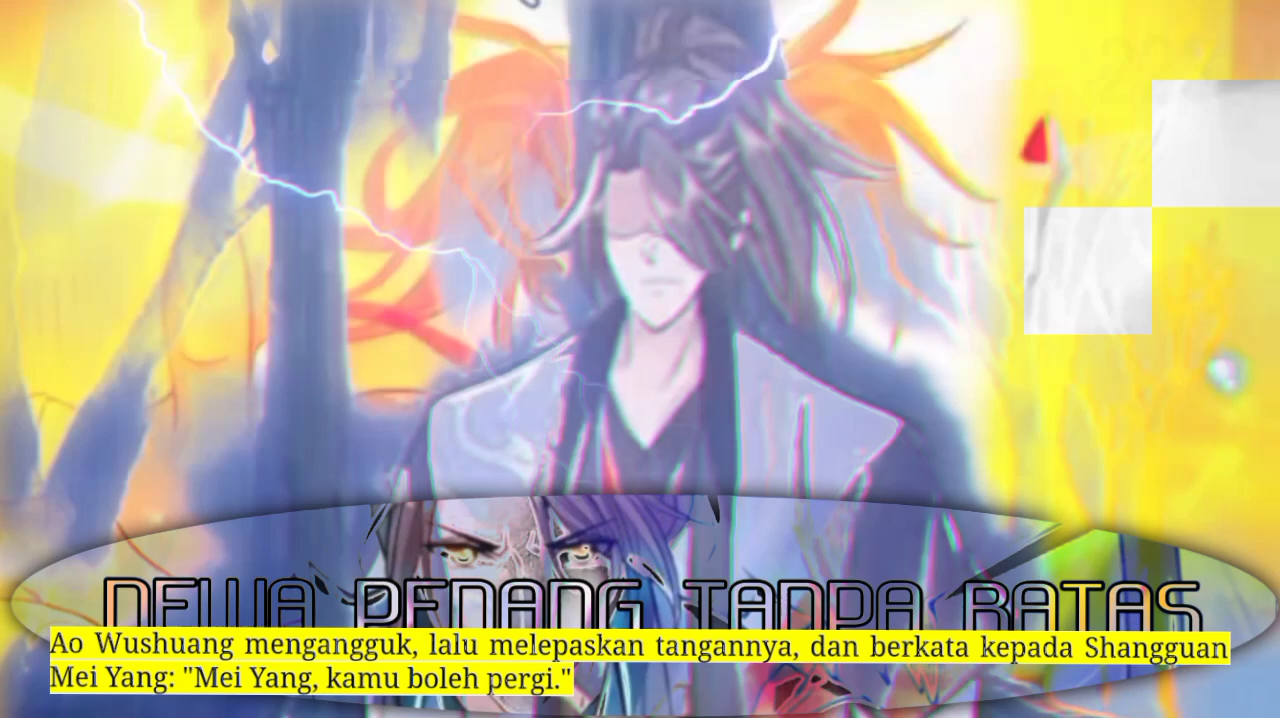 DEWA PEDANG TANPA BATAS
Ao Wushuang mengangguk, lalu melepaskan tangannya, dan berkata kepada Shangguan
Mei Yang: "Mei Yang, kamu boleh pergi."